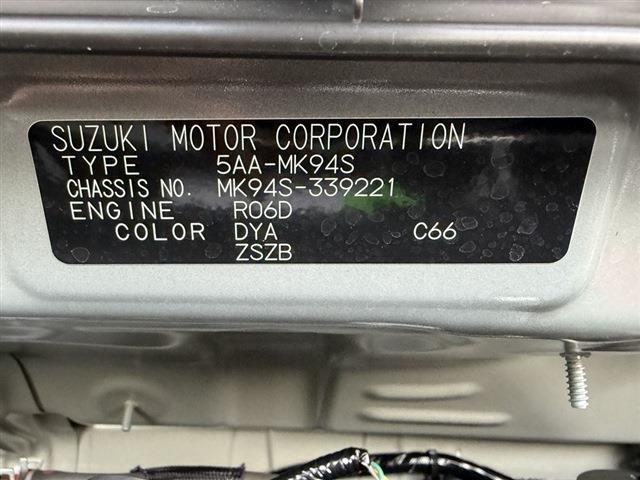 SUZUKI MOTOR CORPORATION
TYPE 5AA-MK94S
CHASSIS NO. MK94S-339221
ENGINE R06D
COLOR DYA C66
ZSZB